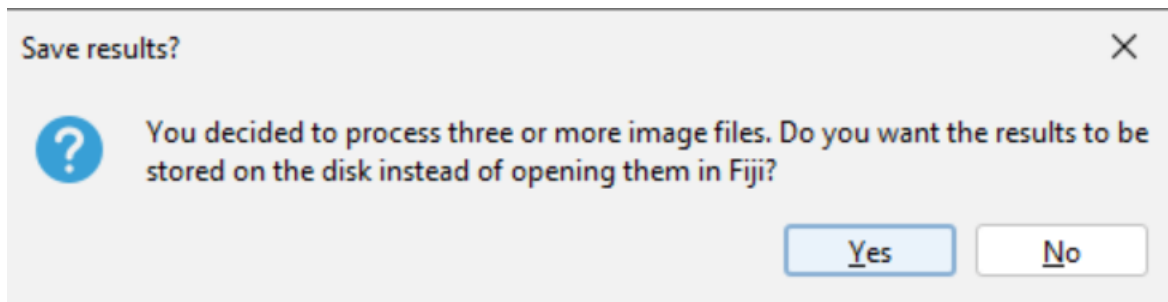 Save results?
You decided to process three or more image files. Do you want the results to be
stored on the disk instead of opening them in Fiji?
Yes No